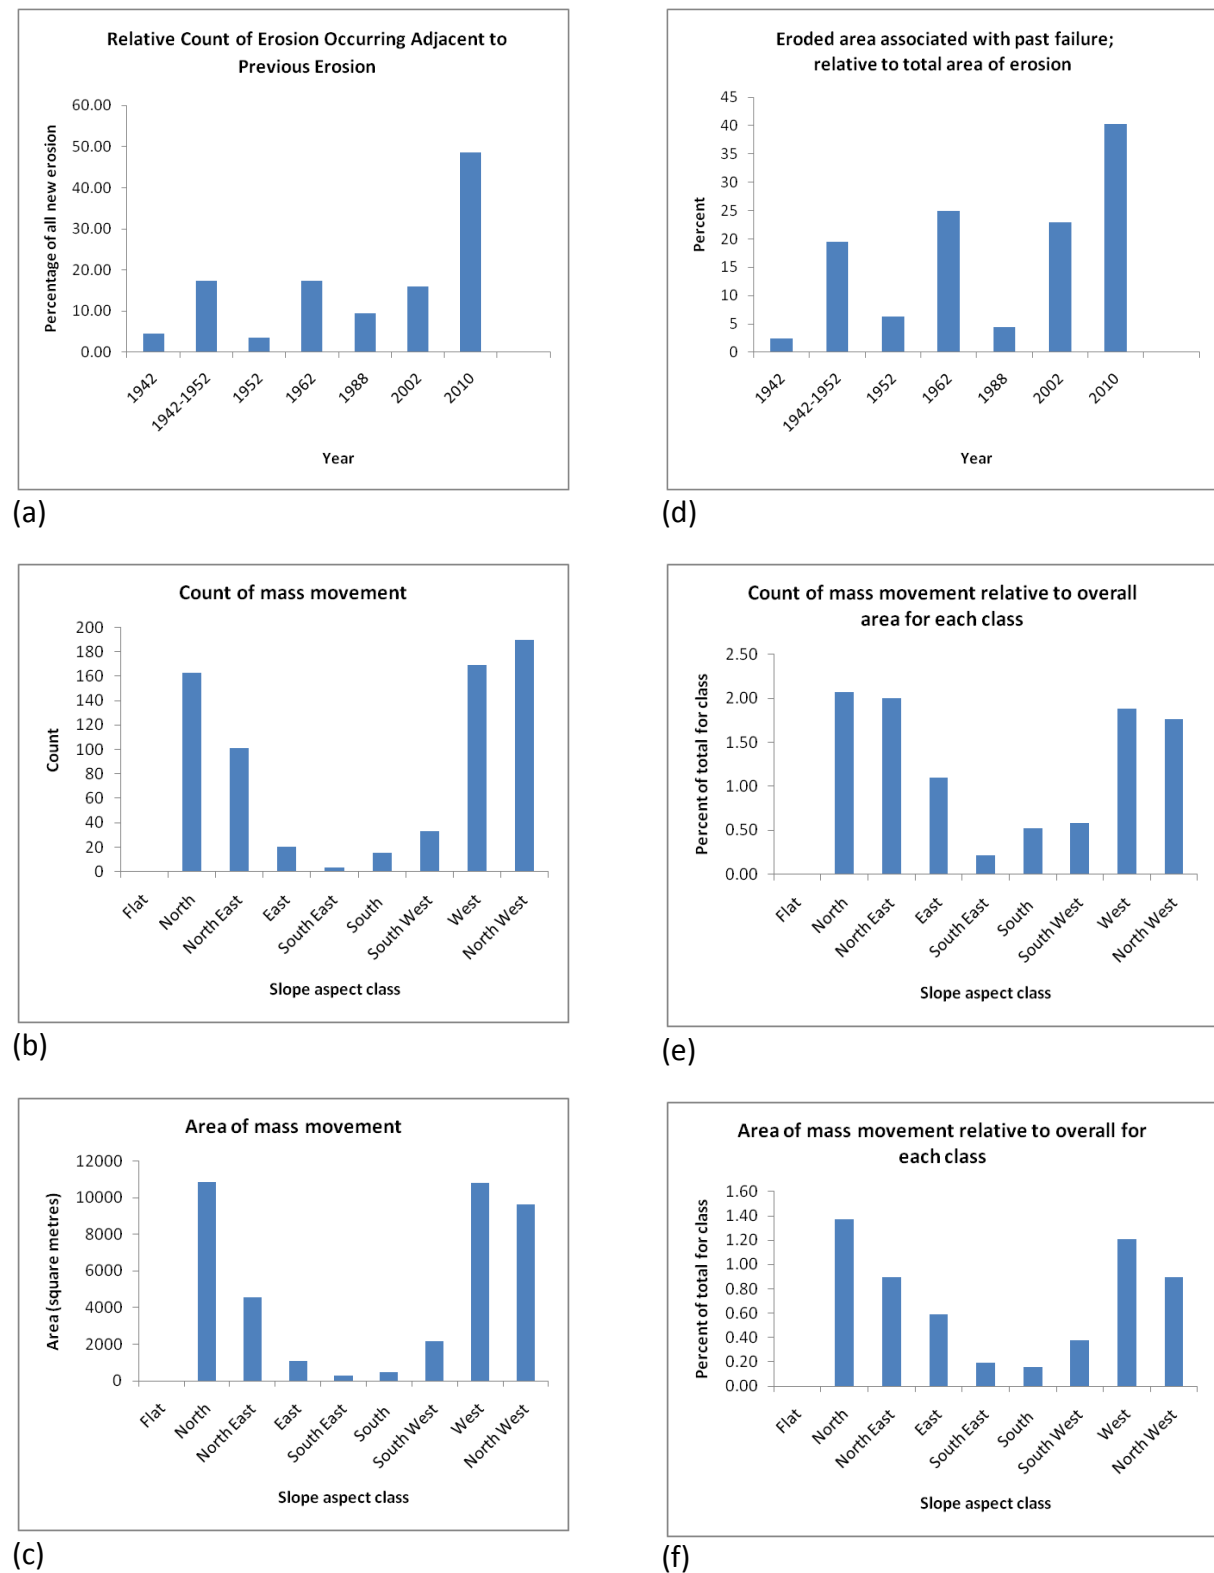 Relative Count of Erosion Occurring Adjacent to
Previous Erosion
Percentage of all new erosion
60.00
50.00
40.00
30.00
20.00
10.00
0.00
1942
1942-1952
1952
1962
1988
2002
2010
Year
(a)
Eroded area associated with past failure;
relative to total area of erosion
Percent
45
40
35
30
25
20
15
10
5
0
1942
1942-1952
1952
1962
1988
2002
2010
Year
(d)
Count of mass movement
Count
200
180
160
140
120
100
80
60
40
20
0
Flat
North
North East
East
South East
South
South West
West
North West
Slope aspect class
(b)
Count of mass movement relative to overall
area for each class
Percent of total for class
2.50
2.00
1.50
1.00
0.50
0.00
Flat
North
North East
East
South East
South
South West
West
North West
Slope aspect class
(e)
Area of mass movement
Area (square metres)
12000
10000
8000
6000
4000
2000
0
Flat
North
North East
East
South East
South
South West
West
North West
Slope aspect class
(c)
Area of mass movement relative to overall for
each class
Percent of total for class
1.60
1.40
1.20
1.00
0.80
0.60
0.40
0.20
0.00
Flat
North
North East
East
South East
South
South West
West
North West
Slope aspect class
(f)